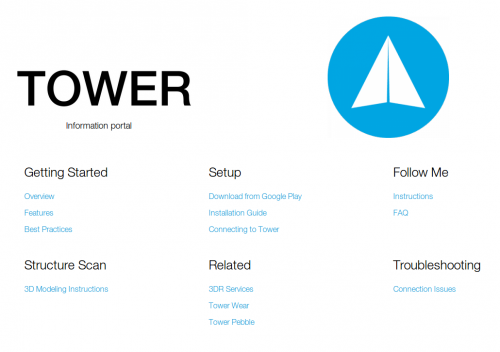 TOWER
Information portal
Getting Started
Overview
Features
Best Practices
Setup
Download from Google Play
Installation Guide
Connecting to Tower
Follow Me
Instructions
FAQ
Structure Scan
3D Modeling Instructions
Related
3DR Services
Tower Wear
Tower Pebble
Troubleshooting
Connection Issues